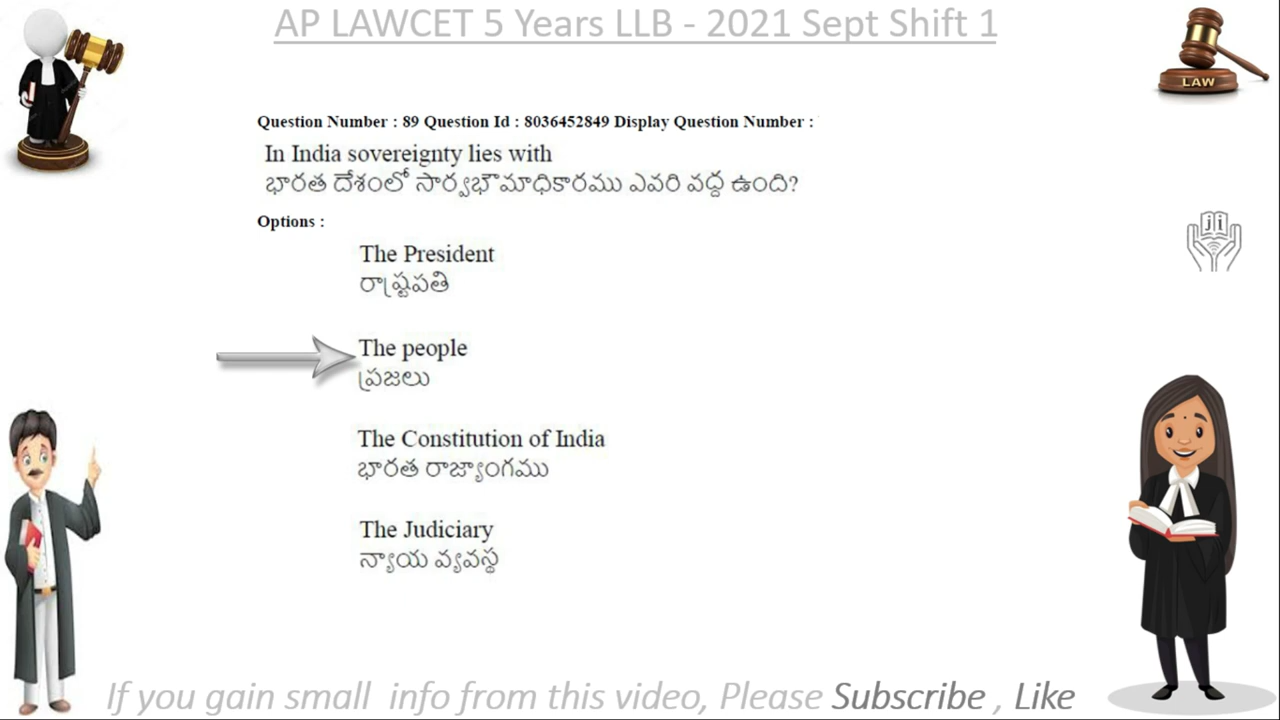 AP LAWCET 5 Years LLB - 2021 Sept Shift 1
LAW
Question Number : 89 Question Id : 8036452849 Display Question Number :
In India sovereignty lies with
భారత దేశంలో సార్వభౌమాధికారము ఎవరి వద్ద ఉంది?
Options :
ji
The President
రాష్ట్రపతి
The people
ప్రజలు
The Constitution of India
భారత రాజ్యాంగము
The Judiciary
న్యాయ వ్యవస్థ
If you gain small info from this video, Please Subscribe , Like